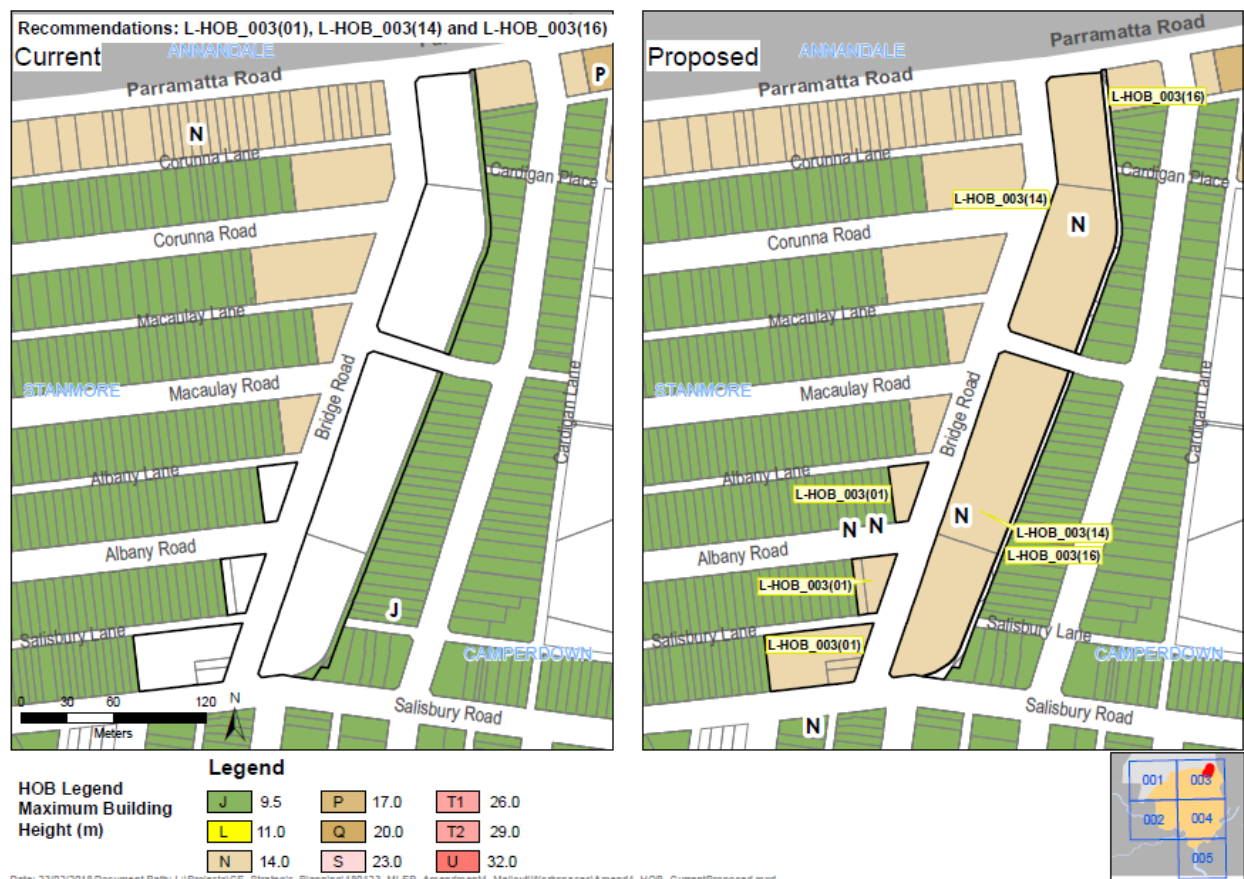 Recommendations: L-HOB_003(01), L-HOB_003(14) and L-HOB_003(16)
Current
ANNANDALE
Parramatta Road
P
N
Corunna Lane
Cardigan Place
Corunna Road
Macaulay Lane
STANMORE
Macaulay Road
Bridge Road
Cardigan Lane
Albany Lane
Albany Road
J
Salisbury Lane
CAMPERDOWN
Salisbury Road
0 30 60 120
Meters
N
Proposed
ANNANDALE
Parramatta Road
Parramatta Road
L-HOB_003(16)
Corunna Lane
Cardigan Place
L-HOB_003(14)
N
Corunna Road
Macaulay Lane
Macaulay Road
Bridge Road
Cardigan Lane
Albany Lane
L-HOB_003(01)
N N
N
L-HOB_003(14)
Albany Road
L-HOB_003(16)
L-HOB_003(01)
Salisbury Lane
Salisbury Lane
L-HOB_003(01)
CAMPERDOWN
Salisbury Road
N
HOB Legend
Maximum Building
Height (m)
Legend
J 9.5 P 17.0 T1 26.0
L 11.0 Q 20.0 T2 29.0
N 14.0 S 23.0 U 32.0
001 003
002 004
005